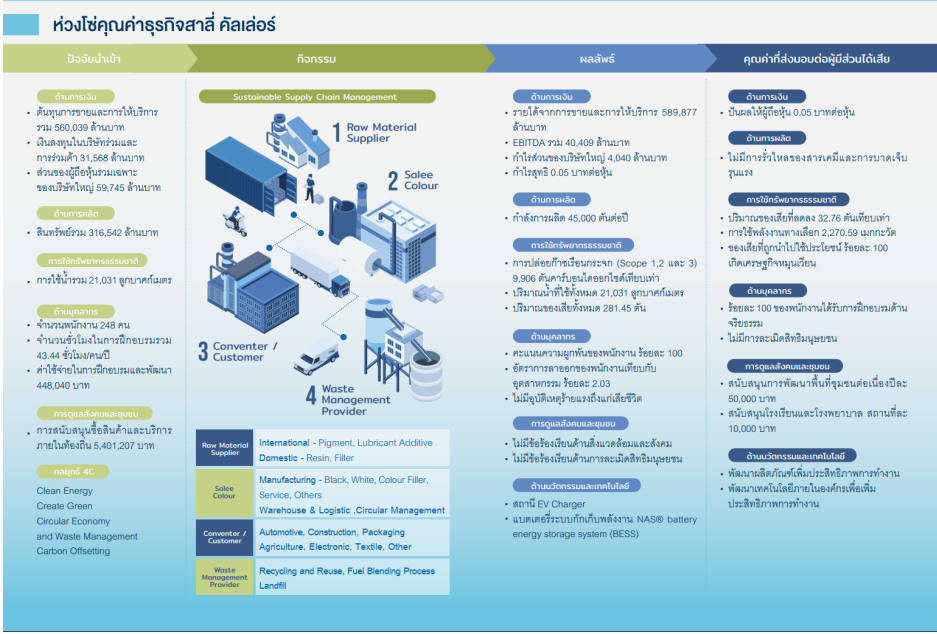 ห่วงโซ่คุณค่าธุรกิจสาลี่ คัลเล่อร์
ปัจจัยนำเข้า
ด้านการเงิน
• ต้นทุนการขายและการให้บริการ
รวม 560,039 ล้านบาท
• เงินลงทุนในบริษัทร่วมและ
การร่วมค้า 31,568 ล้านบาท
• ส่วนของผู้ถือหุ้นรวมเฉพาะ
ของบริษัทใหญ่ 59,745 ล้านบาท
ด้านการผลิต
• สินทรัพย์รวม 316,542 ล้านบาท
การใช้ทรัพยากรธรรมชาติ
• การใช้น้ำรวม 21,031 ลูกบาศก์เมตร
ด้านบุคลากร
• จำนวนพนักงาน 248 คน
• จำนวนชั่วโมงในการฝึกอบรมรวม
43.44 ชั่วโมง/คน/ปี
• ค่าใช้จ่ายในการฝึกอบรมและพัฒนา
448,040 บาท
การดูแลสังคมและชุมชน
• การสนับสนุนซื้อสินค้าและบริการ
ภายในท้องถิ่น 5,401,207 บาท
กลยุทธ์ 4C
Clean Energy
Create Green
Circular Economy
and Waste Management
Carbon Offsetting
กิจกรรม
Sustainable Supply Chain Management
1 Raw Material
Supplier
2 Salee
Colour
3 Conventer /
Customer
4 Waste
Management
Provider
Raw Material
Supplier
International - Pigment, Lubricant Additive
Domestic - Resin, Filler
Salee
Colour
Manufacturing - Black, White, Colour Filler,
Service, Others
Warehouse & Logistic ,Circular Management
Conventer /
Customer
Automotive, Construction, Packaging
Agriculture, Electronic, Textile, Other
Waste
Management
Provider
Recycling and Reuse, Fuel Blending Process
Landfill
ผลลัพธ์
ด้านการเงิน
• รายได้จากการขายและการให้บริการ 589,877
ล้านบาท
• EBITDA รวม 40,409 ล้านบาท
• กำไรส่วนของบริษัทใหญ่ 4,040 ล้านบาท
• กำไรสุทธิ 0.05 บาทต่อหุ้น
ด้านการผลิต
• กำลังการผลิต 45,000 ตันต่อปี
การใช้ทรัพยากรธรรมชาติ
• การปล่อยก๊าซเรือนกระจก (Scope 1,2 และ 3)
9,906 ตันคาร์บอนไดออกไซด์เทียบเท่า
• ปริมาณน้ำที่ใช้ทั้งหมด 21,031 ลูกบาศก์เมตร
• ปริมาณของเสียทั้งหมด 281.45 ตัน
ด้านบุคลากร
• คะแนนความผูกพันของพนักงาน ร้อยละ 100
• อัตราการลาออกของพนักงานเทียบกับ
อุตสาหกรรม ร้อยละ 2.03
• ไม่มีอุบัติเหตุร้ายแรงถึงแก่เสียชีวิต
การดูแลสังคมและชุมชน
• ไม่มีข้อร้องเรียนด้านสิ่งแวดล้อมและสังคม
• ไม่มีข้อร้องเรียนด้านการละเมิดสิทธิมนุษยชน
ด้านนวัตกรรมและเทคโนโลยี
• สถานี EV Charger
• แบตเตอรี่ระบบกักเก็บพลังงาน NAS® battery
energy storage system (BESS)
คุณค่าที่ส่งมอบต่อผู้มีส่วนได้เสีย
ด้านการเงิน
• ปันผลให้ผู้ถือหุ้น 0.05 บาทต่อหุ้น
ด้านการผลิต
• ไม่มีการรั่วไหลของสารเคมีและการบาดเจ็บ
รุนแรง
การใช้ทรัพยากรธรรมชาติ
• ปริมาณของเสียที่ลดลง 32.76 ตันเทียบเท่า
• การใช้พลังงานทางเลือก 2,270.59 เมกกะวัต
• ของเสียที่ถูกนำไปใช้ประโยชน์ ร้อยละ 100
เกิดเศรษฐกิจหมุนเวียน
ด้านบุคลากร
• ร้อยละ 100 ของพนักงานได้รับการฝึกอบรมด้าน
จริยธรรม
• ไม่มีการละเมิดสิทธิมนุษยชน
การดูแลสังคมและชุมชน
• สนับสนุนการพัฒนาพื้นที่ชุมชนต่อเนื่องปีละ
50,000 บาท
• สนับสนุนโรงเรียนและโรงพยาบาล สถานที่ละ
10,000 บาท
ด้านนวัตกรรมและเทคโนโลยี
• พัฒนาผลิตภัณฑ์เพิ่มประสิทธิภาพการทำงาน
• พัฒนาเทคโนโลยีภายในองค์กรเพื่อเพิ่ม
ประสิทธิภาพการทำงาน